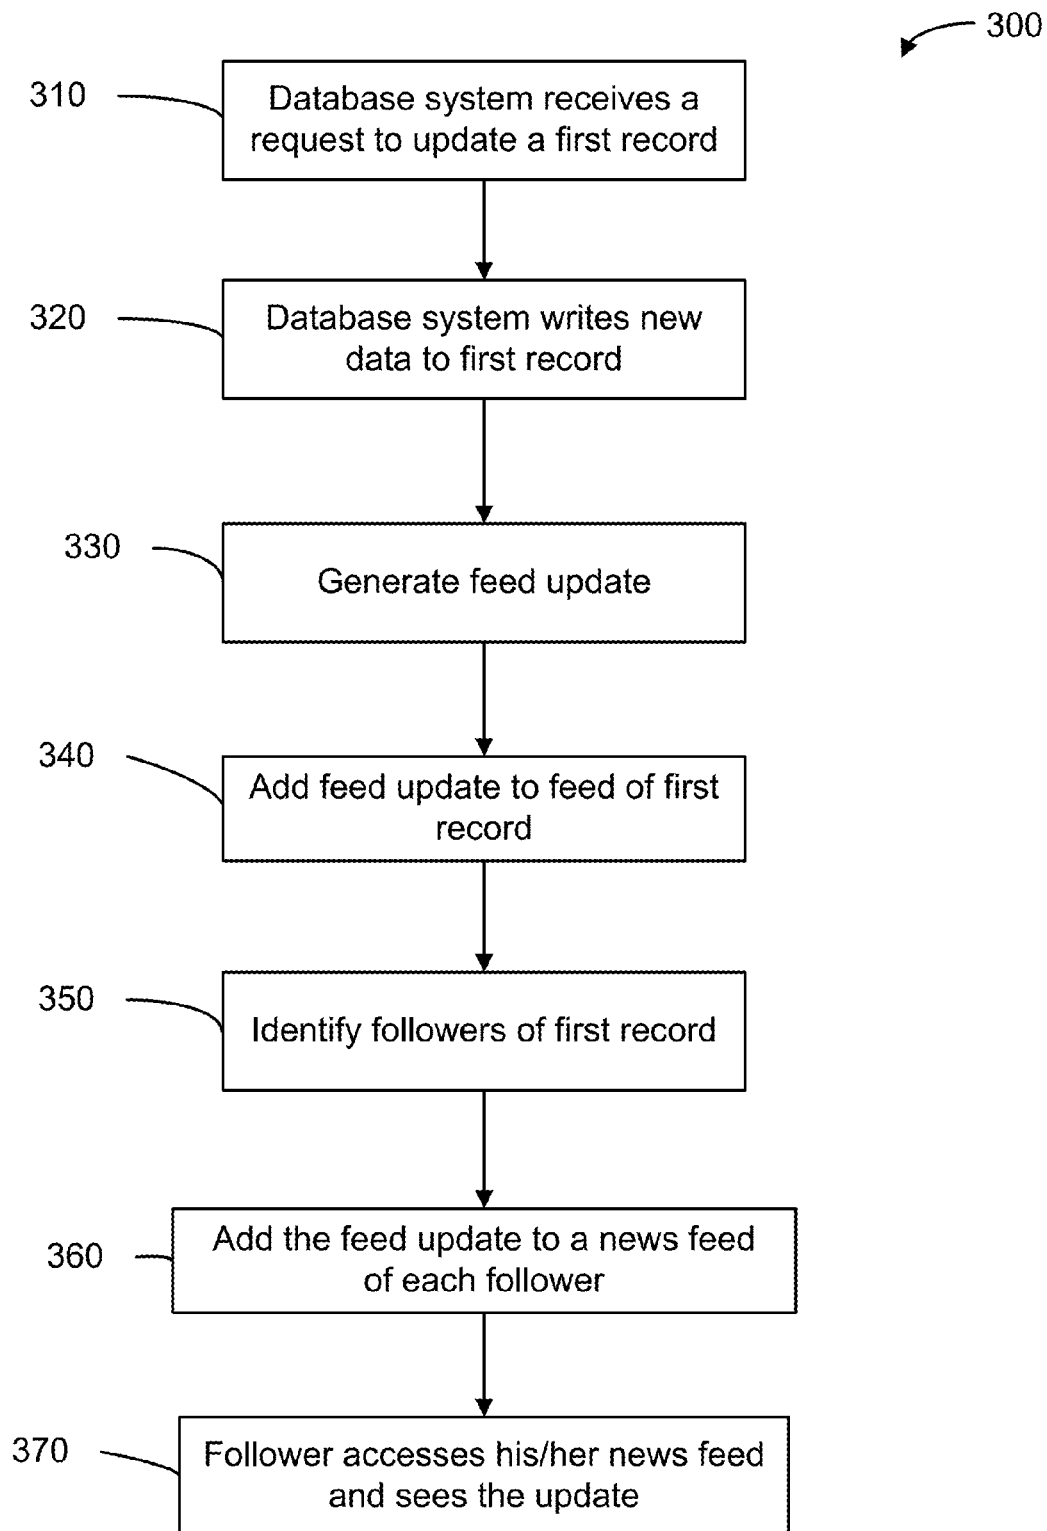 300
310
Database system receives a
request to update a first record
320
Database system writes new
data to first record
330
Generate feed update
340
Add feed update to feed of first
record
350
Identify followers of first record
360
Add the feed update to a news feed
of each follower
370
Follower accesses his/her news feed
and sees the update